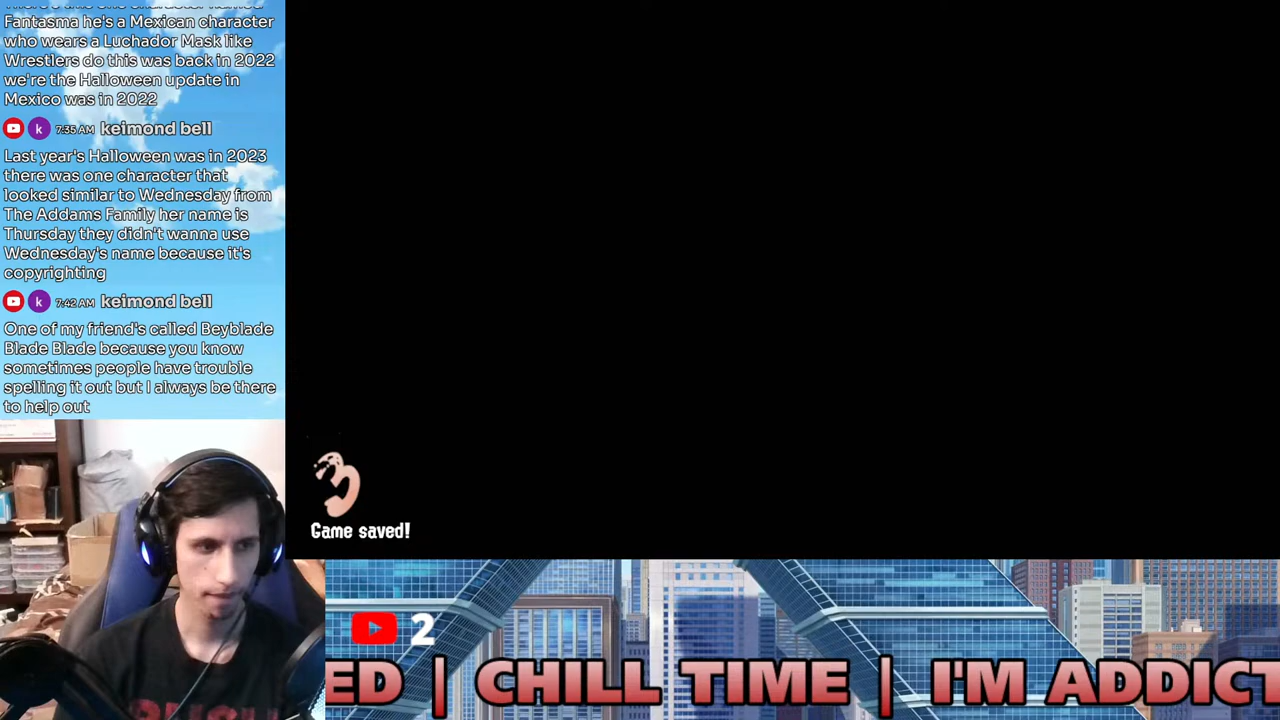 Fantasma he's a Mexican character
who wears a Luchador Mask like
Wrestlers do this was back in 2022
we're the Halloween update in
Mexico was in 2022
k 7:35 AM keimond bell
Last year's Halloween was in 2023
there was one character that
looked similar to Wednesday from
The Addams Family her name is
Thursday they didn't wanna use
Wednesday's name because it's
copyrighting
k 7:42 AM keimond bell
One of my friend's called Beyblade
Blade Blade because you know
sometimes people have trouble
spelling it out but I always be there
to help out
Game saved!
2
ED | CHILL TIME | I'M ADDICT